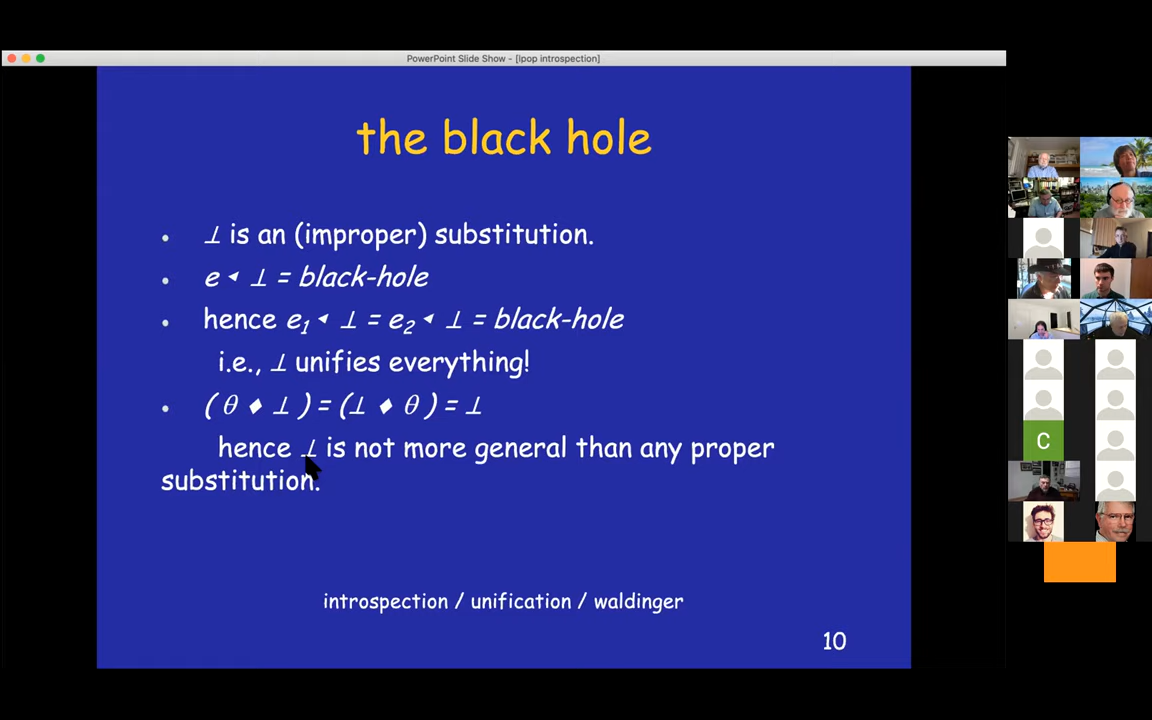 PowerPoint Slide Show - [lpop introspection]
the black hole
• ⊥ is an (improper) substitution.
• e ◂ ⊥ = black-hole
• hence e₁ ◂ ⊥ = e₂ ◂ ⊥ = black-hole
i.e., ⊥ unifies everything!
• ( θ ♦ ⊥ ) = (⊥ ♦ θ ) = ⊥
hence ⊥ is not more general than any proper
substitution.
introspection / unification / waldinger
10
C